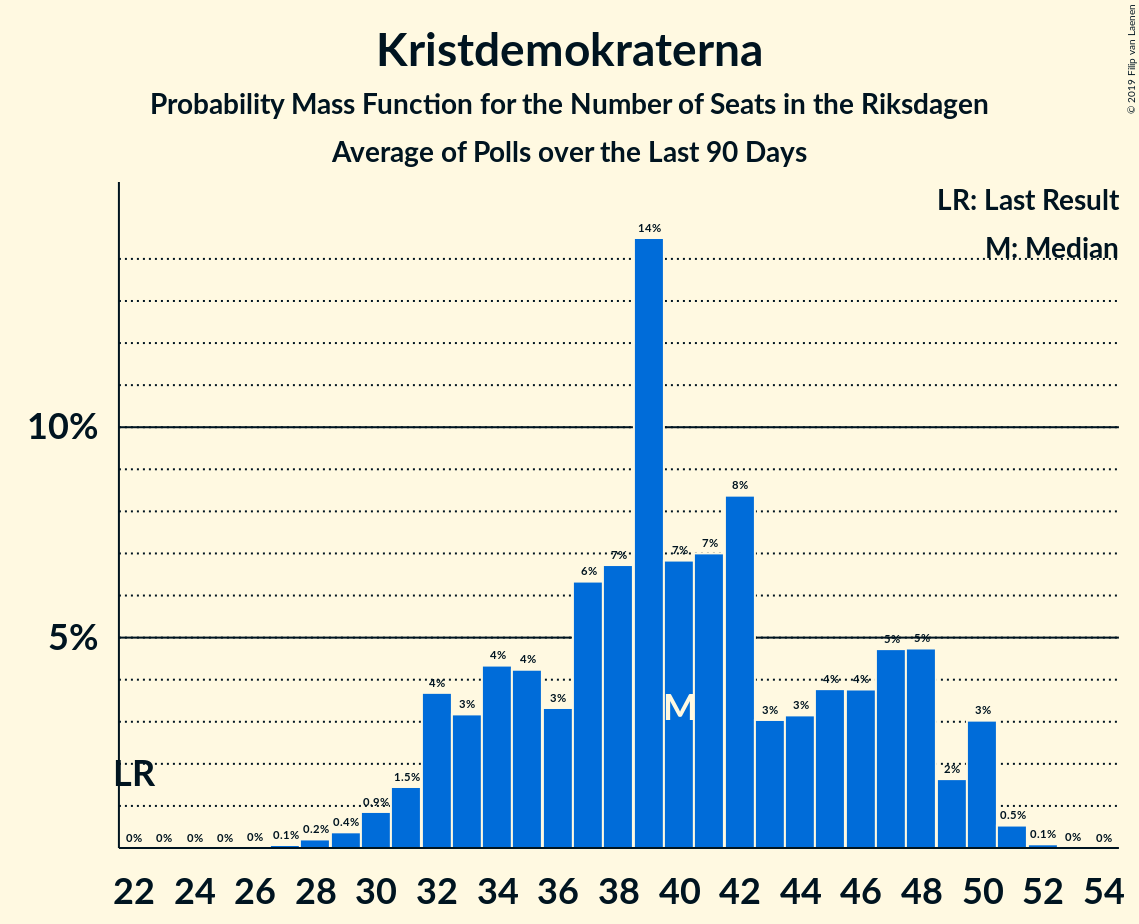 Kristdemokraterna
Probability Mass Function for the Number of Seats in the Riksdagen
Average of Polls over the Last 90 Days
© 2019 Filip van Laenen
LR: Last Result
M: Median
10%
5%
LR
M
0% 0% 0% 0% 0% 0.1% 0.2% 0.4% 0.9% 1.5% 4% 3% 4% 4% 3% 6% 7% 14% 7% 7% 8% 3% 3% 4% 4% 5% 5% 2% 3% 0.5% 0.1% 0% 0%
22 24 26 28 30 32 34 36 38 40 42 44 46 48 50 52 54